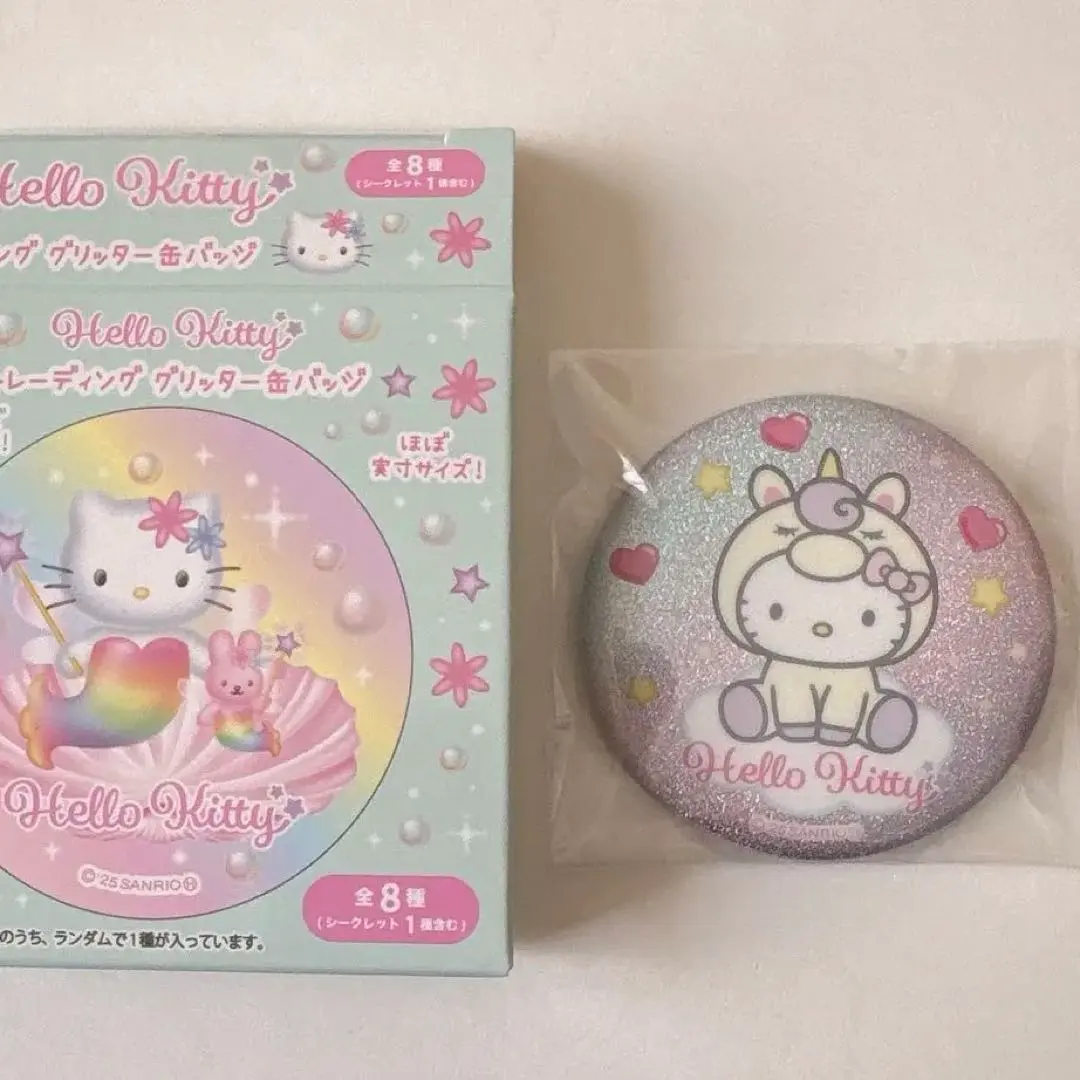 Hello Kitty
全8種
(シークレット1種含む)
ング グリッター缶バッジ
Hello Kitty
トレーディング グリッター缶バッジ
ほぼ
実寸サイズ!
Hello Kitty
©'25 SANRIO Ⓗ
全8種
(シークレット1種含む)
のうち、ランダムで1種が入っています。
Hello Kitty
©'25 SANRIO Ⓗ